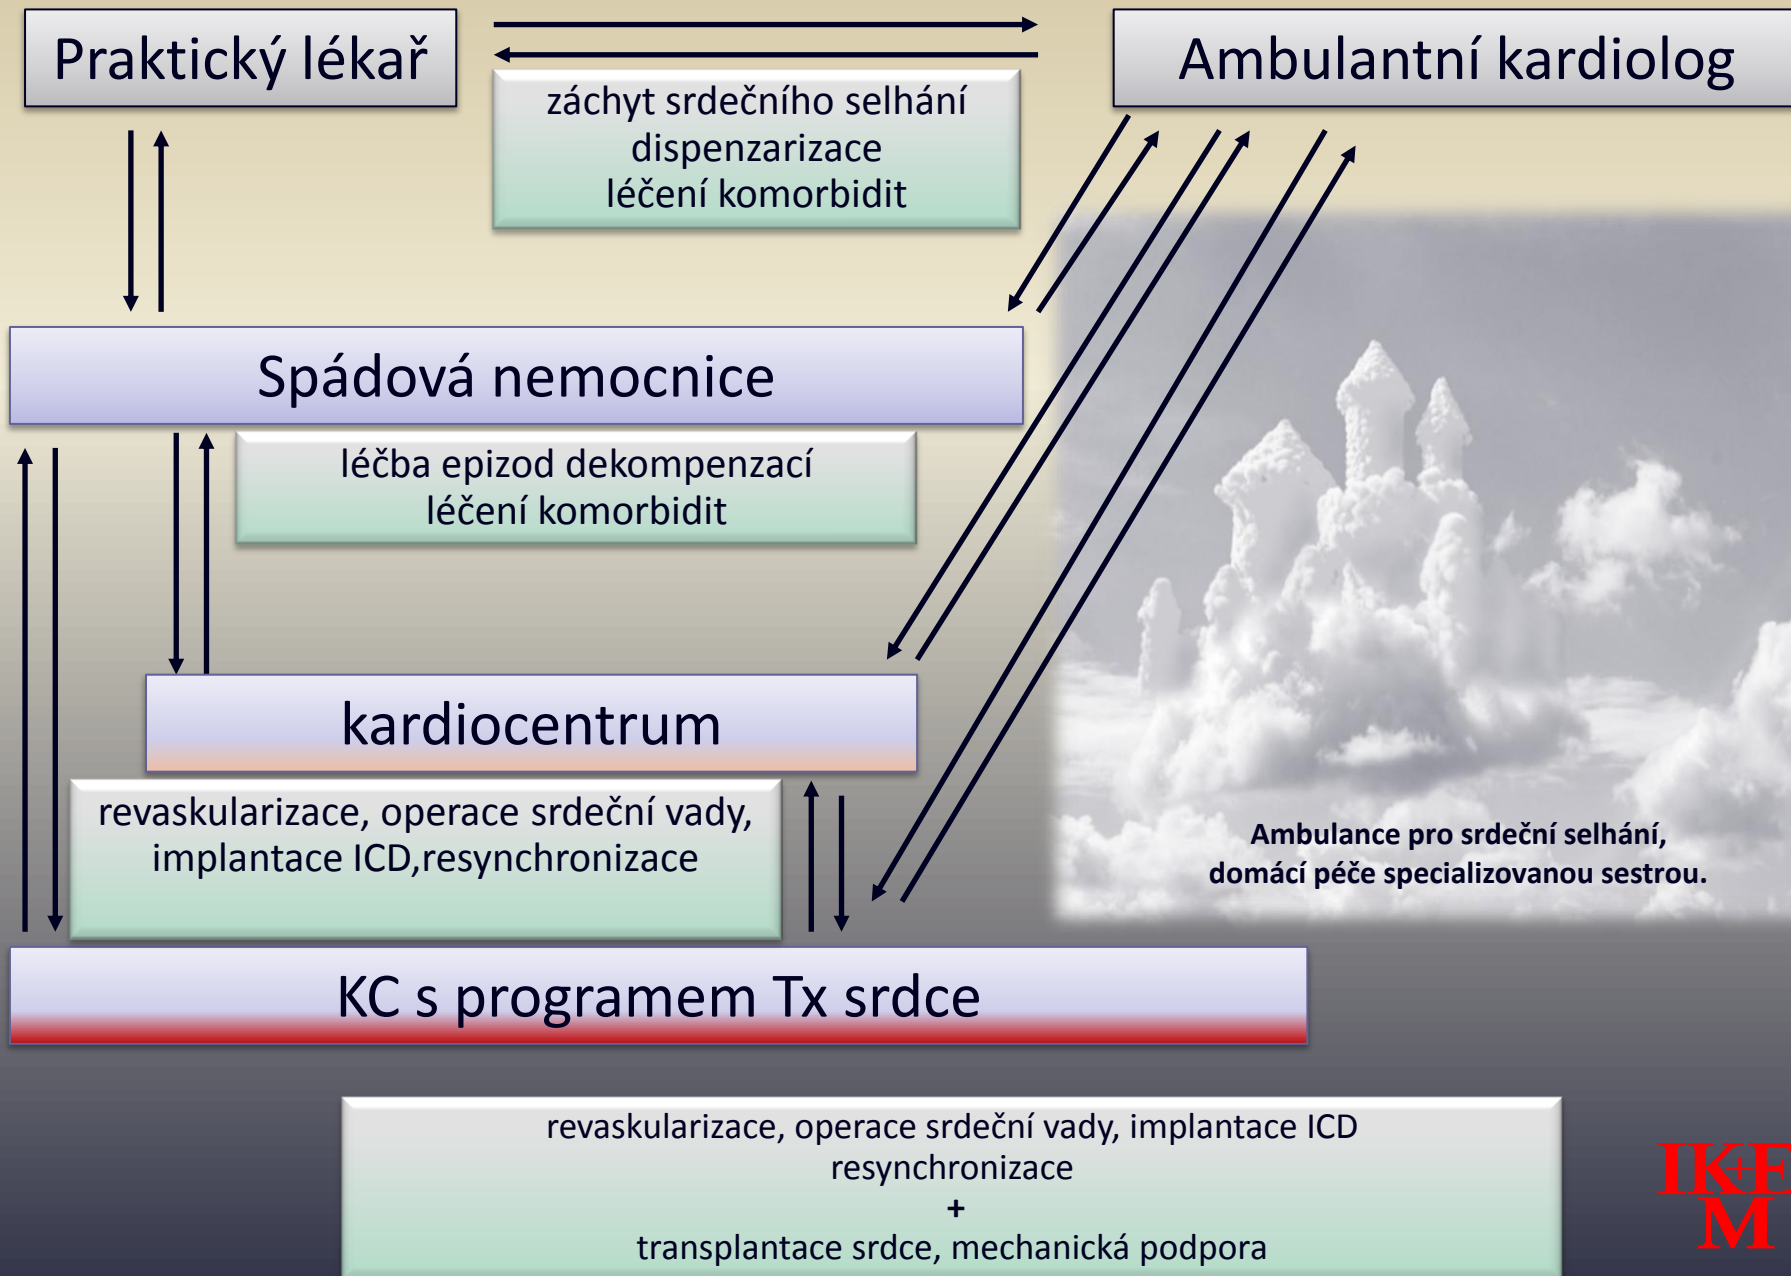 Praktický lékař
Ambulantní kardiolog
záchyt srdečního selhání
dispenzarizace
léčení komorbidit
Spádová nemocnice
léčba epizod dekompenzací
léčení komorbidit
kardiocentrum
revaskularizace, operace srdeční vady,
implantace ICD,resynchronizace
Ambulance pro srdeční selhání,
domácí péče specializovanou sestrou.
KC s programem Tx srdce
revaskularizace, operace srdeční vady, implantace ICD
resynchronizace
+
transplantace srdce, mechanická podpora
IK+E
M